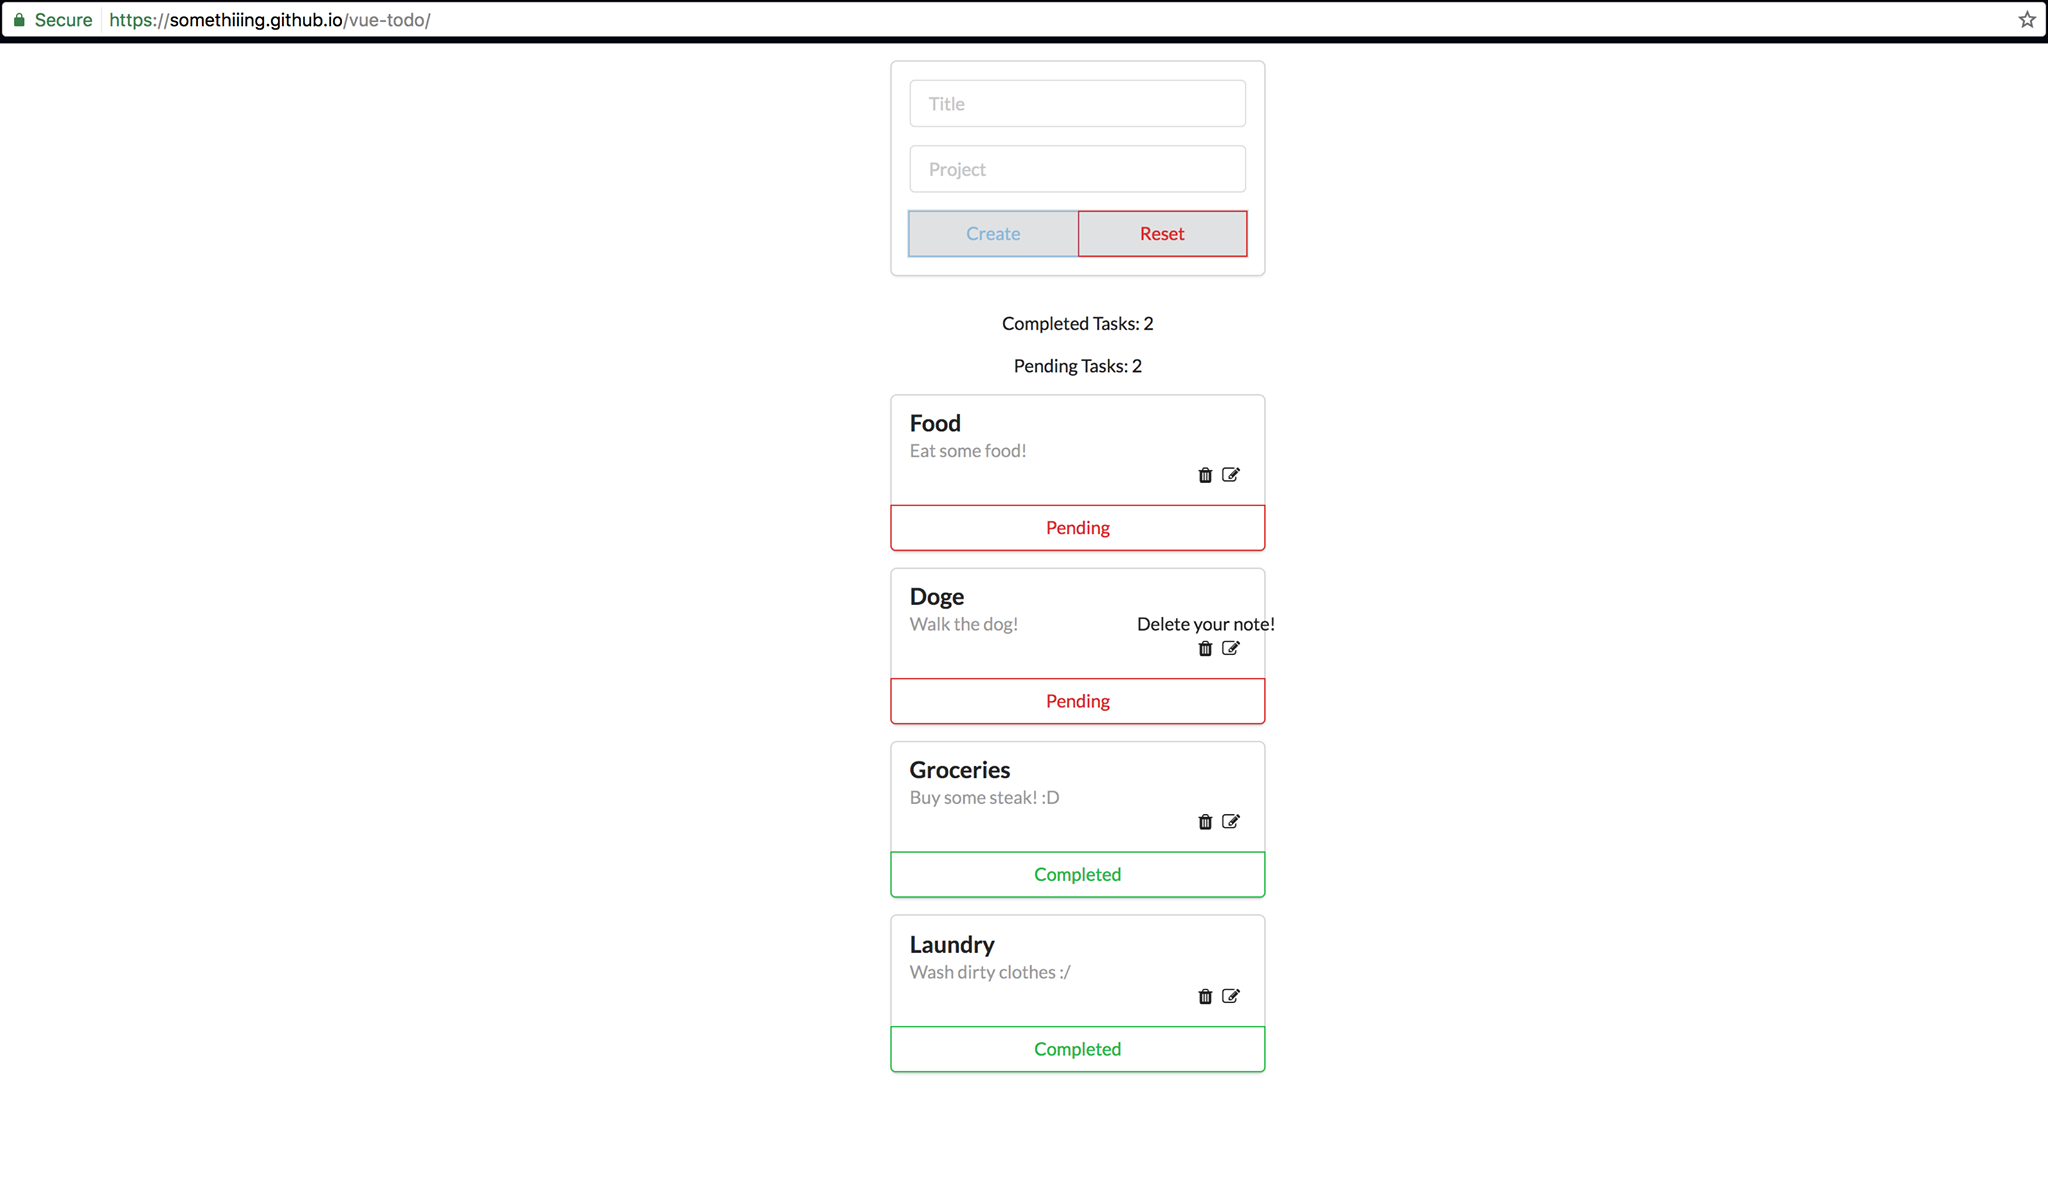 Secure https://somethiiing.github.io/vue-todo/
Title
Project
Create Reset
Completed Tasks: 2
Pending Tasks: 2
Food
Eat some food!
Pending
Doge
Walk the dog! Delete your note!
Pending
Groceries
Buy some steak! :D
Completed
Laundry
Wash dirty clothes :/
Completed